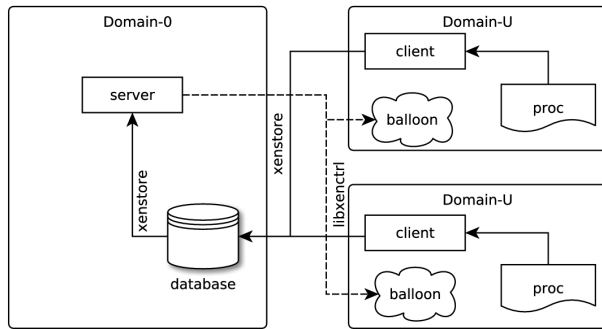 Domain-0
server
xenstore
database
xenstore
libxenctrl
Domain-U
client
balloon
proc
Domain-U
client
balloon
proc